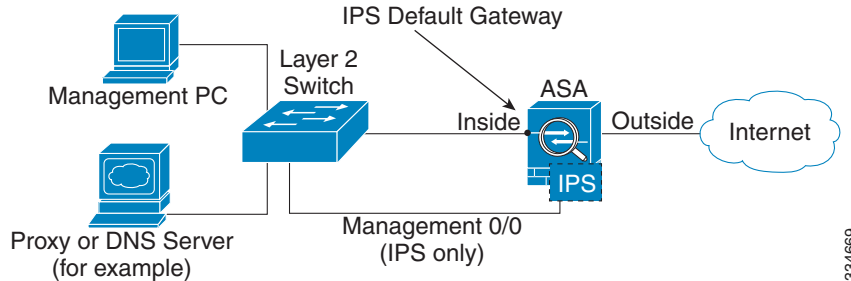 IPS Default Gateway
Layer 2
Switch
ASA
Management PC
Inside
Outside
Internet
IPS
Proxy or DNS Server
(for example)
Management 0/0
(IPS only)
334669